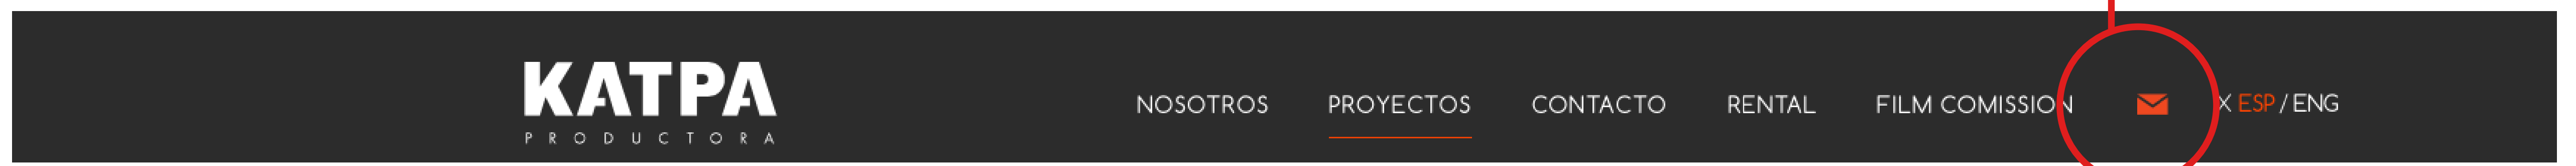 KATPA
PRODUCTORA
NOSOTROS PROYECTOS CONTACTO RENTAL FILM COMISSION X ESP / ENG